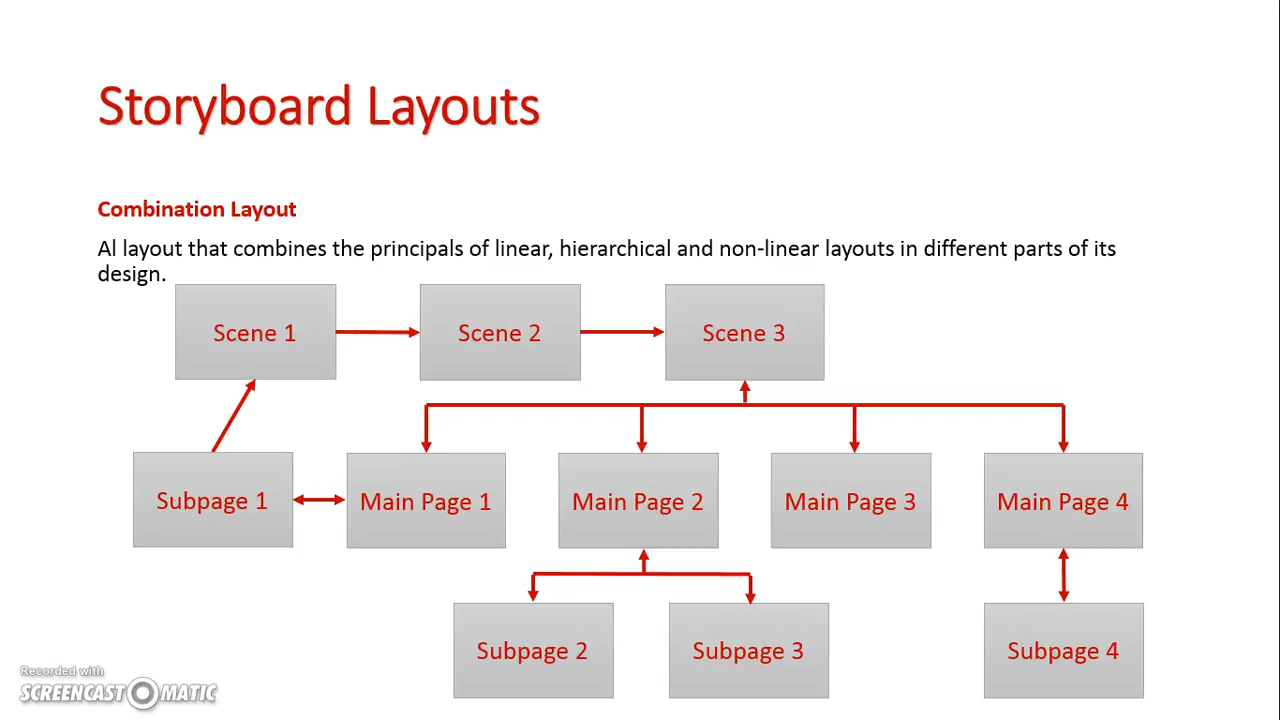 Storyboard Layouts
Combination Layout
Al layout that combines the principals of linear, hierarchical and non-linear layouts in different parts of its
design.
Scene 1
Scene 2
Scene 3
Subpage 1
Main Page 1
Main Page 2
Main Page 3
Main Page 4
Subpage 2
Subpage 3
Subpage 4
Recorded with
SCREENCAST MATIC